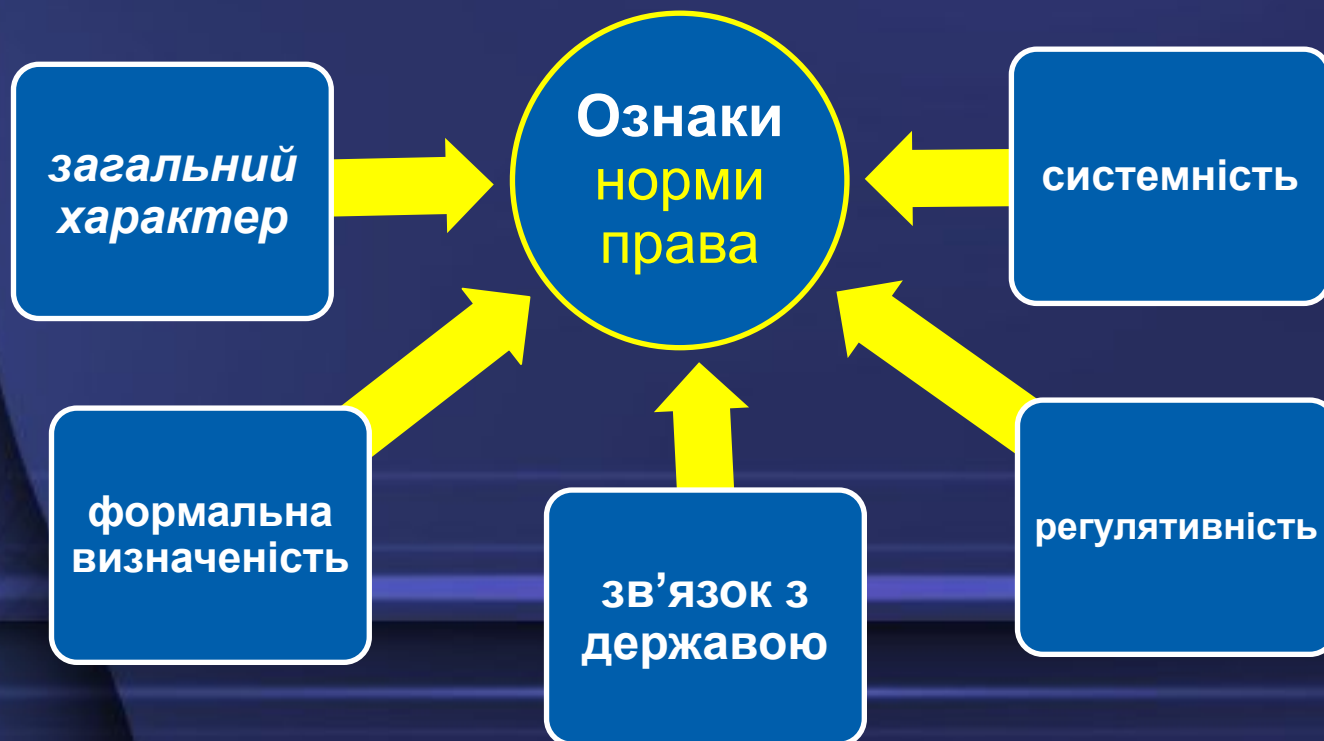 Ознаки
норми
права
загальний
характер
системність
формальна
визначеність
зв’язок з
державою
регулятивність